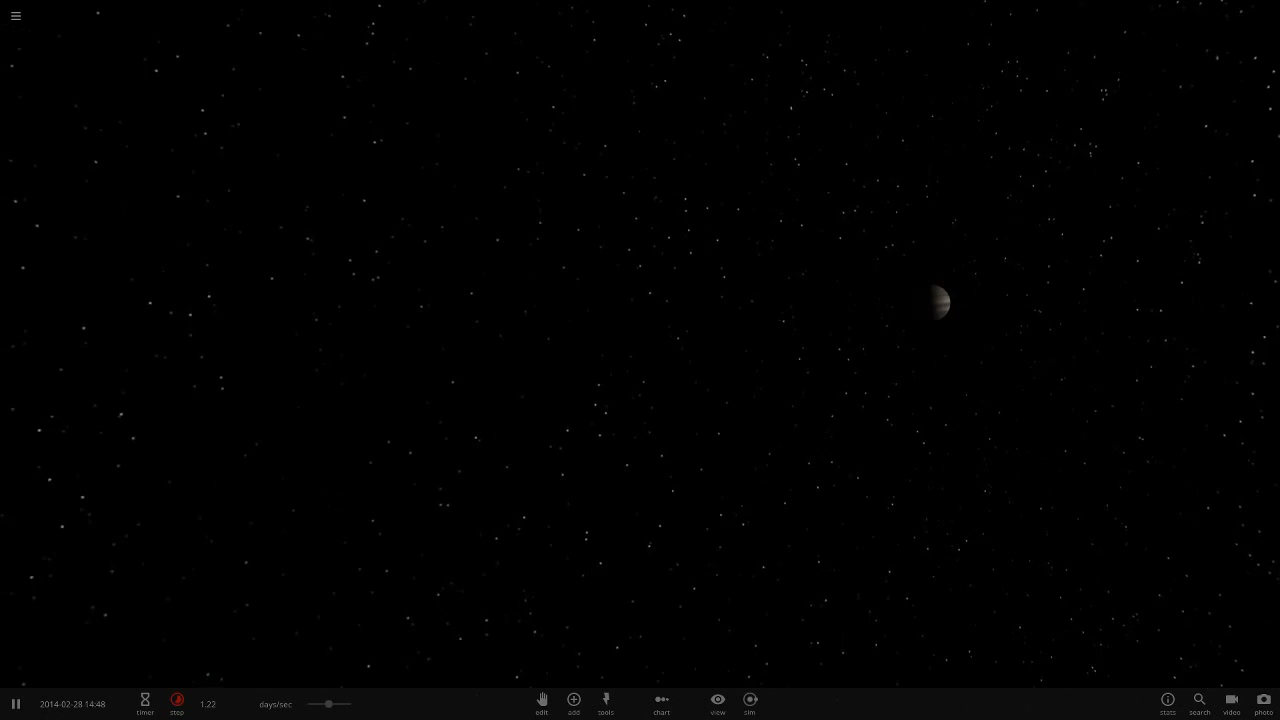 2014-02-28 14:48 timer step 1.22 days/sec edit add tools chart view sim stats search video photo